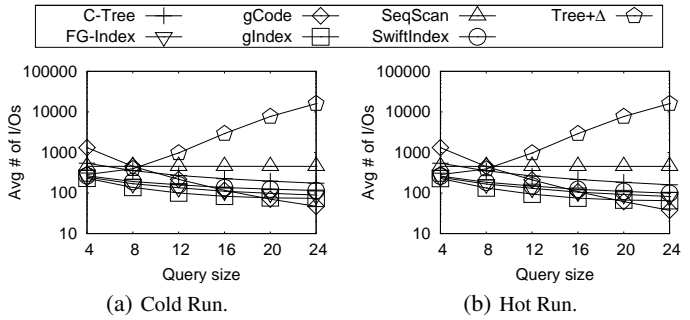 C-Tree gCode SeqScan Tree+Δ
FG-Index gIndex SwiftIndex
Avg # of I/Os
100000
10000
1000
100
10
4 8 12 16 20 24
Query size
(a) Cold Run.
Avg # of I/Os
100000
10000
1000
100
10
4 8 12 16 20 24
Query size
(b) Hot Run.